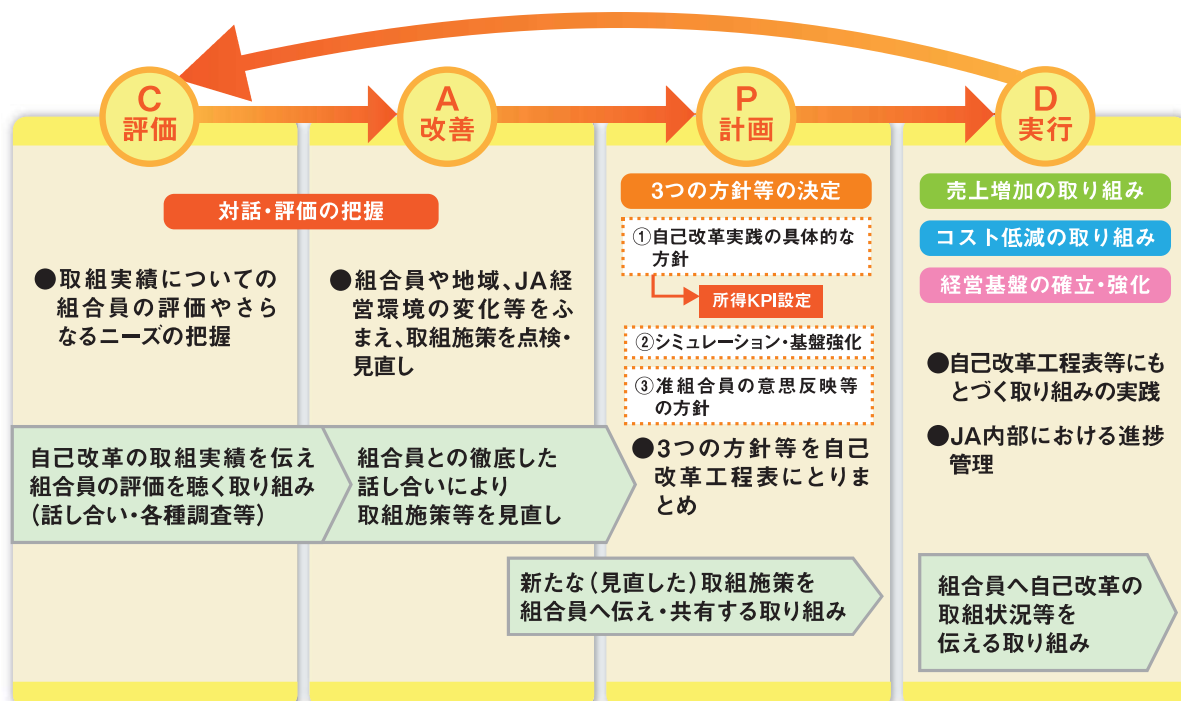 C
評価
A
改善
P
計画
D
実行
対話・評価の把握
●取組実績についての
組合員の評価やさら
なるニーズの把握
●組合員や地域、JA経
営環境の変化等をふ
まえ、取組施策を点検・
見直し
自己改革の取組実績を伝え
組合員の評価を聴く取り組み
(話し合い・各種調査等)
組合員との徹底した
話し合いにより
取組施策等を見直し
3つの方針等の決定
①自己改革実践の具体的な
方針
所得KPI設定
②シミュレーション・基盤強化
③准組合員の意思反映等
の方針
●3つの方針等を自己
改革工程表にとりま
とめ
新たな(見直した)取組施策を
組合員へ伝え・共有する取り組み
売上増加の取り組み
コスト低減の取り組み
経営基盤の確立・強化
●自己改革工程表等にも
とづく取り組みの実践
●JA内部における進捗
管理
組合員へ自己改革の
取組状況等を
伝える取り組み